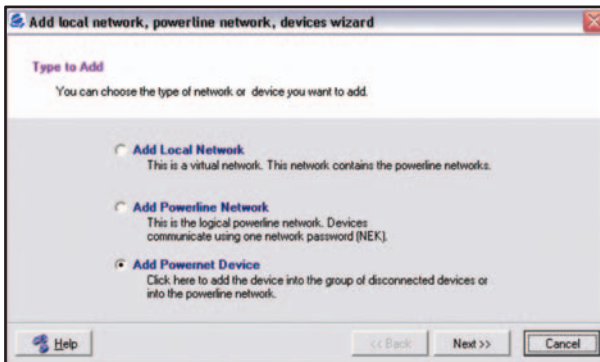 Add local network, powerline network, devices wizard
Type to Add
You can choose the type of network or device you want to add.
Add Local Network
This is a virtual network. This network contains the powerline networks.
Add Powerline Network
This is the logical powerline network. Devices
communicate using one network password (NEK).
Add Powernet Device
Click here to add the device into the group of disconnected devices or
into the powerline network.
Help
<< Back
Next >>
Cancel